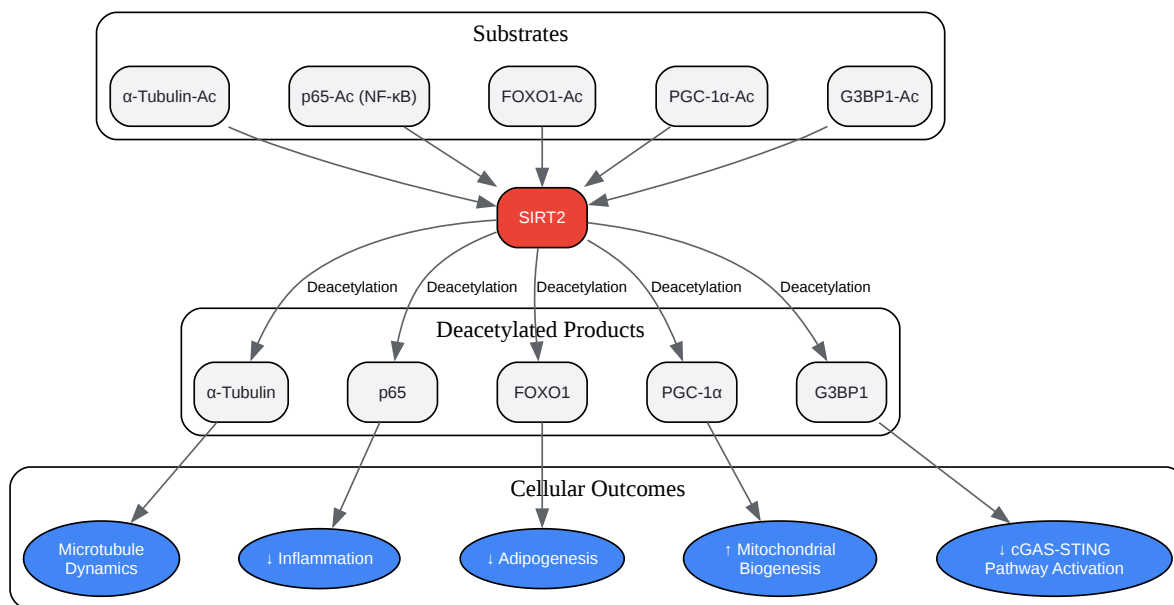 Substrates
α-Tubulin-Ac
p65-Ac (NF-κB)
FOXO1-Ac
PGC-1α-Ac
G3BP1-Ac
SIRT2
Deacetylation
Deacetylation
Deacetylation
Deacetylation
Deacetylation
Deacetylated Products
α-Tubulin
p65
FOXO1
PGC-1α
G3BP1
Cellular Outcomes
Microtubule
Dynamics
↓ Inflammation
↓ Adipogenesis
↑ Mitochondrial
Biogenesis
↓ cGAS-STING
Pathway Activation